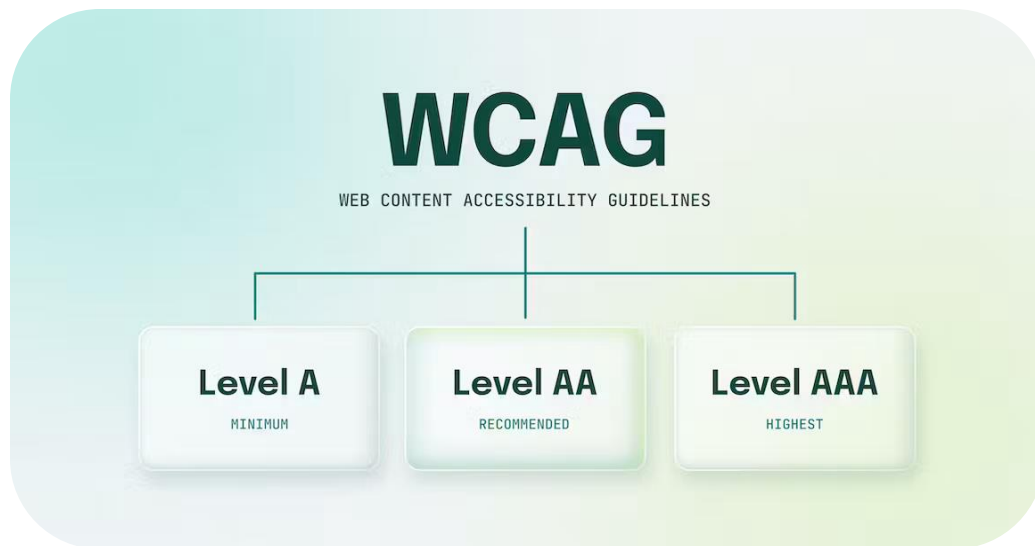 WCAG
WEB CONTENT ACCESSIBILITY GUIDELINES
Level A
MINIMUM
Level AA
RECOMMENDED
Level AAA
HIGHEST